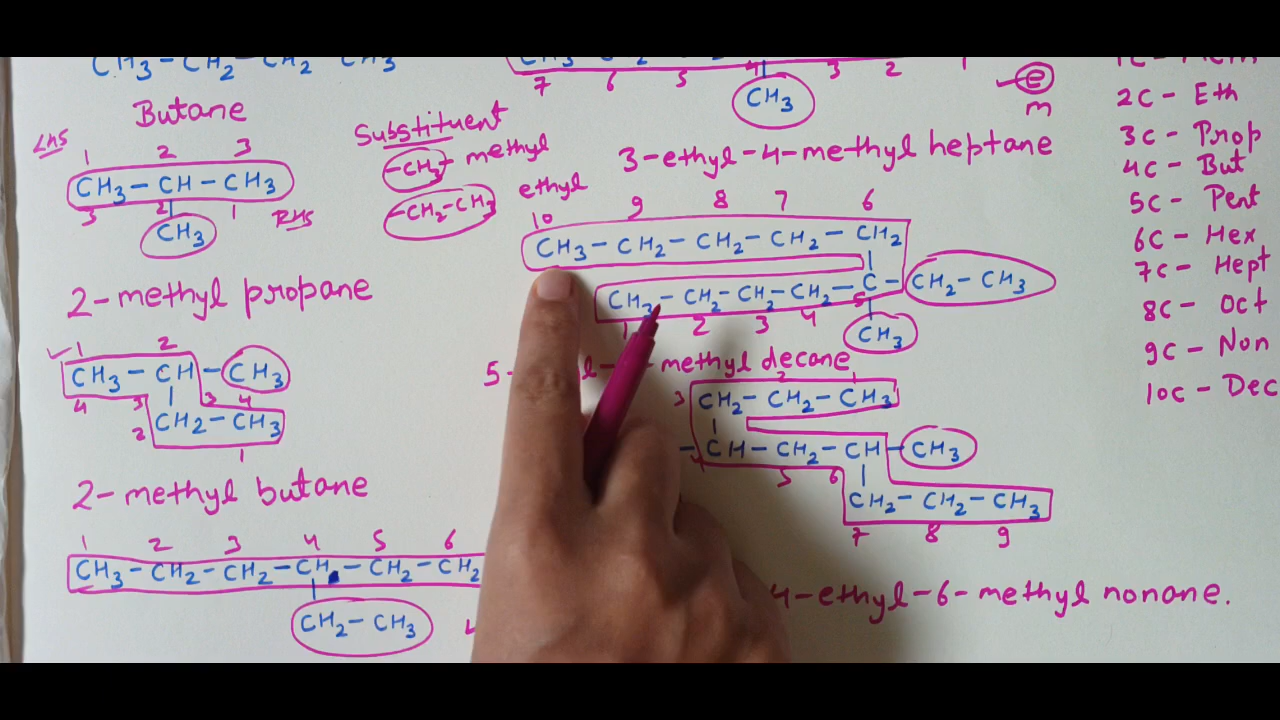 CH3 - CH2 - CH2 CH3
Butane
LHS
1 2 3
CH3 - CH - CH3
3 2 1
RHS
CH3
2-methyl propane
1 2
CH3 - CH - CH3
4 3 3 4
2 CH2 - CH3
1
2-methyl butane
1 2 3 4 5 6
CH3 - CH2 - CH2 - CH - CH2 - CH2
CH2 - CH3
Substituent
-CH3- methyl
ethyl
-CH2-CH3
7 6 5 4 3 2 1
CH3
e
m
3-ethyl-4-methyl heptane
10 9 8 7 6
CH3 - CH2 - CH2 - CH2 - CH2
CH3 - CH2 - CH2 - CH2 - C - CH2 - CH3
1 2 3 4 5
CH3
5- methyl decane
2 1
3 CH2 - CH2 - CH3
- CH - CH2 - CH - CH3
4 5 6
CH2 - CH2 - CH3
7 8 9
4-ethyl-6-methyl nonane.
2C - Eth
3C - Prop
4C - But
5C - Pent
6C - Hex
7C - Hept
8C - Oct
9C - Non
10C - Dec